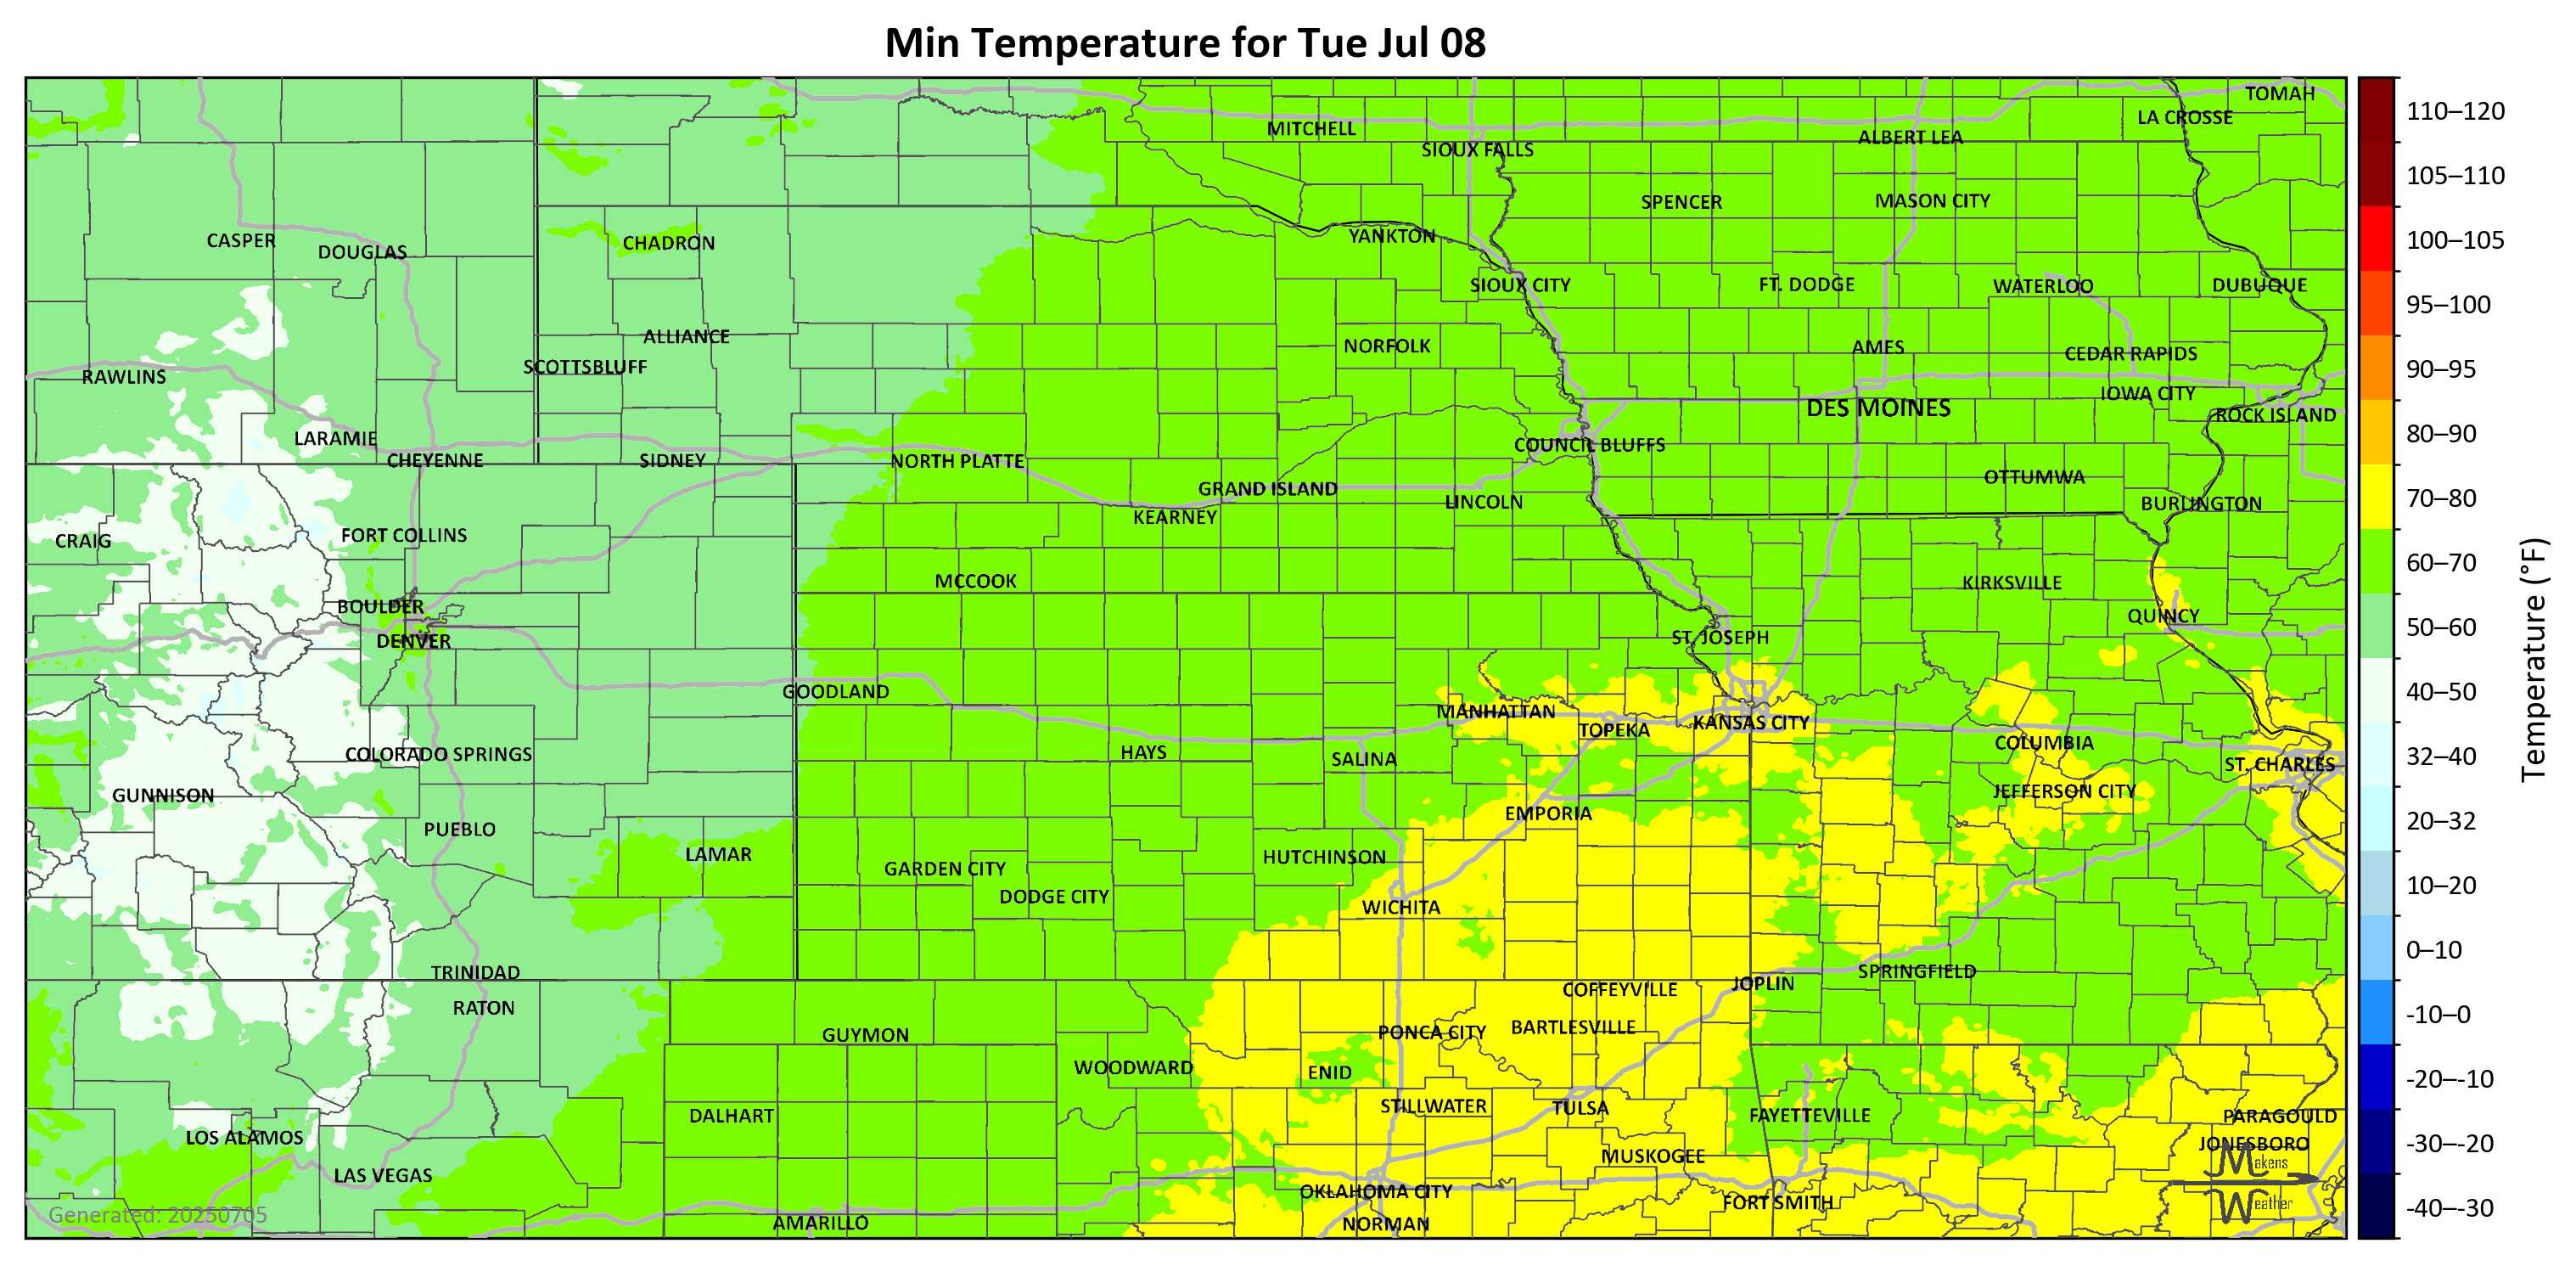 Min Temperature for Tue Jul 08
TOMAH
LA CROSSE
MITCHELL
ALBERT LEA
SIOUX FALLS
SPENCER
MASON CITY
CASPER
DOUGLAS
CHADRON
YANKTON
SIOUX CITY
FT. DODGE
WATERLOO
DUBUQUE
ALLIANCE
NORFOLK
AMES
CEDAR RAPIDS
SCOTTSBLUFF
RAWLINS
IOWA CITY
DES MOINES
ROCK ISLAND
LARAMIE
COUNCIL BLUFFS
CHEYENNE
SIDNEY
NORTH PLATTE
OTTUMWA
GRAND ISLAND
LINCOLN
BURLINGTON
KEARNEY
FORT COLLINS
CRAIG
MCCOOK
KIRKSVILLE
BOULDER
QUINCY
DENVER
ST. JOSEPH
GOODLAND
MANHATTAN
KANSAS CITY
TOPEKA
COLUMBIA
COLORADO SPRINGS
HAYS
SALINA
ST. CHARLES
GUNNISON
JEFFERSON CITY
EMPORIA
PUEBLO
LAMAR
HUTCHINSON
GARDEN CITY
DODGE CITY
WICHITA
TRINIDAD
SPRINGFIELD
JOPLIN
COFFEYVILLE
RATON
GUYMON
PONCA CITY
BARTLESVILLE
WOODWARD
ENID
STILLWATER
TULSA
DALHART
FAYETTEVILLE
PARAGOULD
LOS ALAMOS
JONESBORO
MUSKOGEE
LAS VEGAS
OKLAHOMA CITY
FORT SMITH
AMARILLO
NORMAN
Makens
Weather
Generated: 20250705
110–120
105–110
100–105
95–100
90–95
80–90
70–80
60–70
50–60
40–50
32–40
20–32
10–20
0–10
-10–0
-20–-10
-30–-20
-40–-30
Temperature (°F)